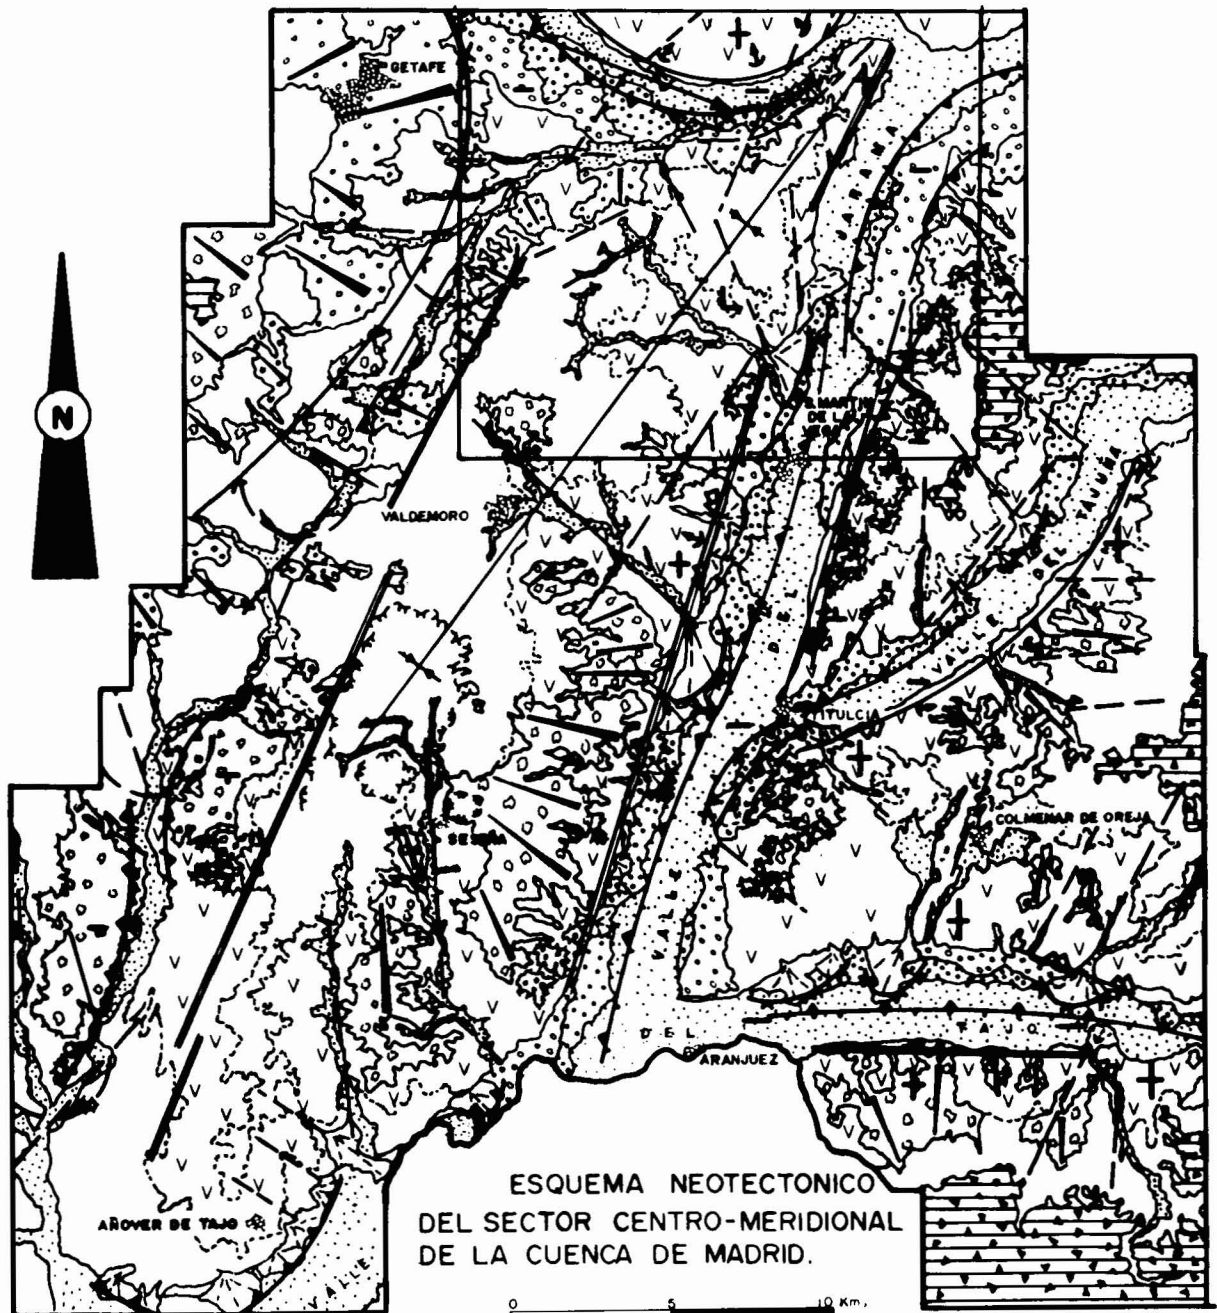 GETAFE
JARAMA
N
S. MARTIN
DE LA
VEGA
VALDEMORO
DEL
VALLE DEL TAJUÑA
TITULCIA
SESEÑA
COLMENAR DE OREJA
VALLE
DEL
TAJO
ARANJUEZ
AÑOVER DE TAJO
VALLE
ESQUEMA NEOTECTONICO
DEL SECTOR CENTRO-MERIDIONAL
DE LA CUENCA DE MADRID.
0 5 10 Km.